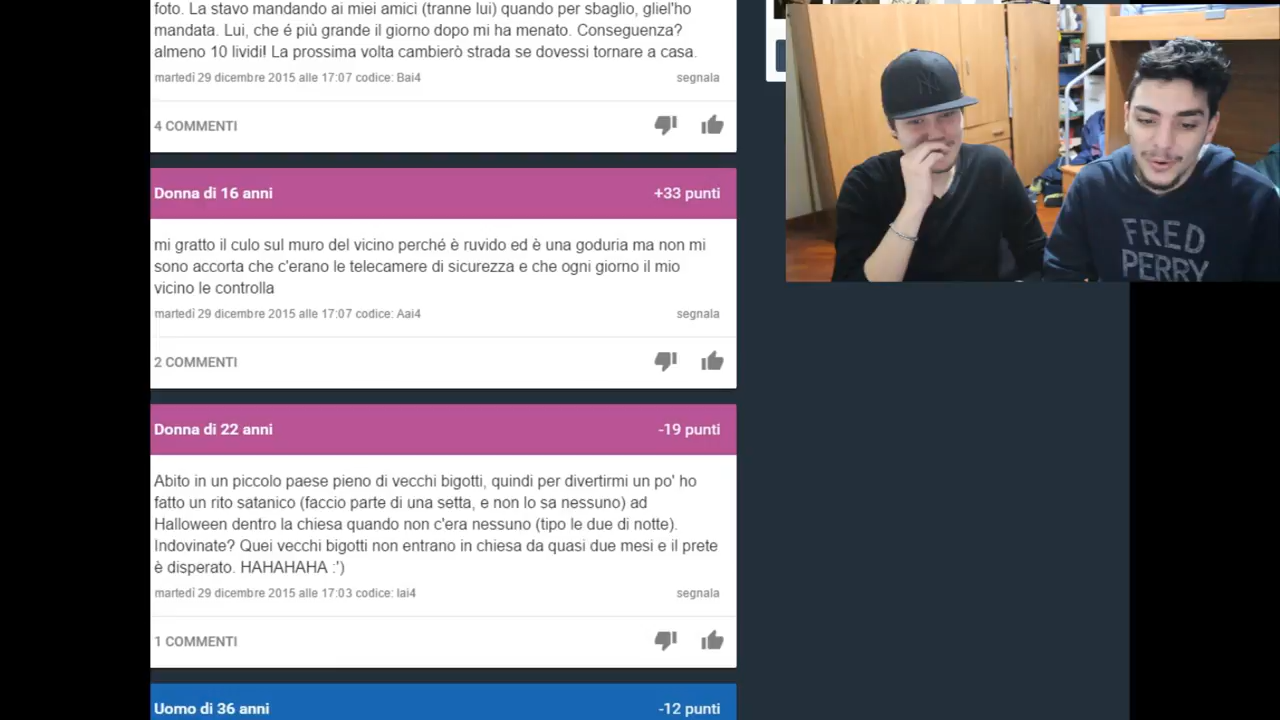 foto. La stavo mandando ai miei amici (tranne lui) quando per sbaglio, gliel'ho
mandata. Lui, che é piú grande il giorno dopo mi ha menato. Conseguenza?
almeno 10 lividi! La prossima volta cambierò strada se dovessi tornare a casa.
martedì 29 dicembre 2015 alle 17:07 codice: Bai4 segnala
4 COMMENTI
Donna di 16 anni +33 punti
mi gratto il culo sul muro del vicino perché è ruvido ed è una goduria ma non mi
sono accorta che c'erano le telecamere di sicurezza e che ogni giorno il mio
vicino le controlla
martedì 29 dicembre 2015 alle 17:07 codice: Aai4 segnala
2 COMMENTI
Donna di 22 anni -19 punti
Abito in un piccolo paese pieno di vecchi bigotti, quindi per divertirmi un po' ho
fatto un rito satanico (faccio parte di una setta, e non lo sa nessuno) ad
Halloween dentro la chiesa quando non c'era nessuno (tipo le due di notte).
Indovinate? Quei vecchi bigotti non entrano in chiesa da quasi due mesi e il prete
è disperato. HAHAHAHA :')
martedì 29 dicembre 2015 alle 17:03 codice: Iai4 segnala
1 COMMENTI
Uomo di 36 anni -12 punti
FRED
PERRY